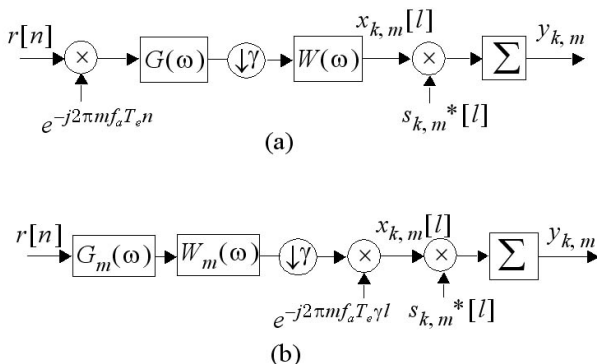 r[n] × G(ω) ↓γ W(ω) x_{k, m}[l] × Σ y_{k, m}
e^{-j2πmf_aT_en} s_{k, m}*[l]
(a)
r[n] G_m(ω) W_m(ω) ↓γ × x_{k, m}[l] × Σ y_{k, m}
e^{-j2πmf_aT_eγl} s_{k, m}*[l]
(b)